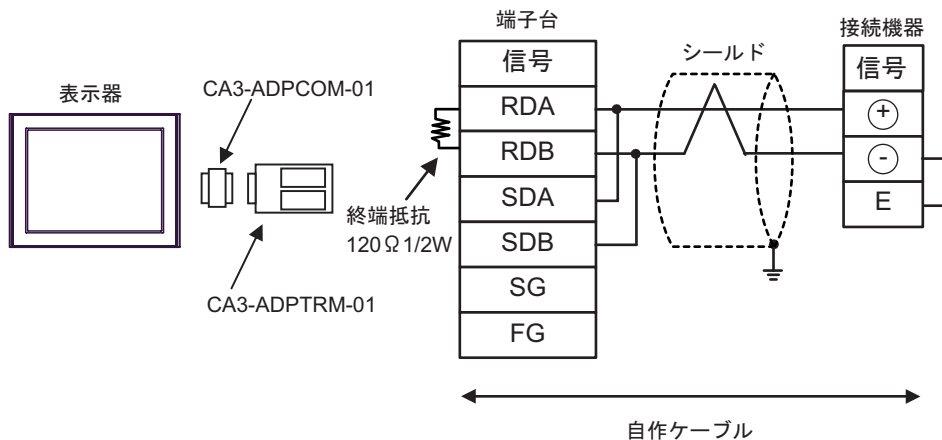 表示器
CA3-ADPCOM-01
CA3-ADPTRM-01
終端抵抗
120Ω1/2W
端子台
信号
RDA
RDB
SDA
SDB
SG
FG
シールド
接続機器
信号
+
-
E
自作ケーブル